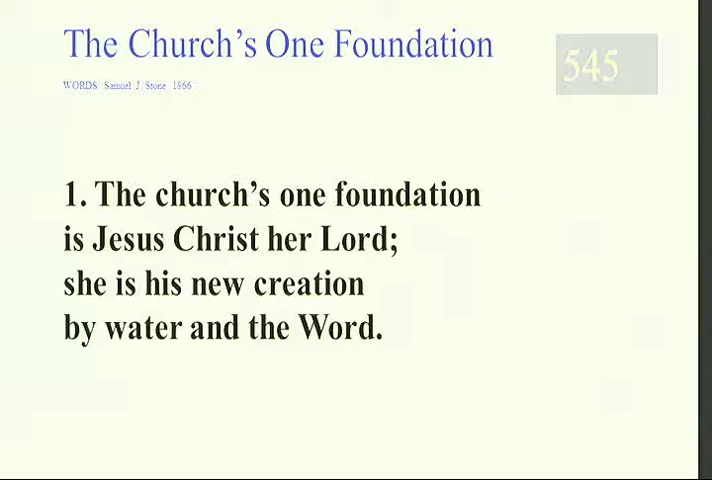 The Church’s One Foundation
545
WORDS: Samuel J. Stone 1866
1. The church’s one foundation
is Jesus Christ her Lord;
she is his new creation
by water and the Word.